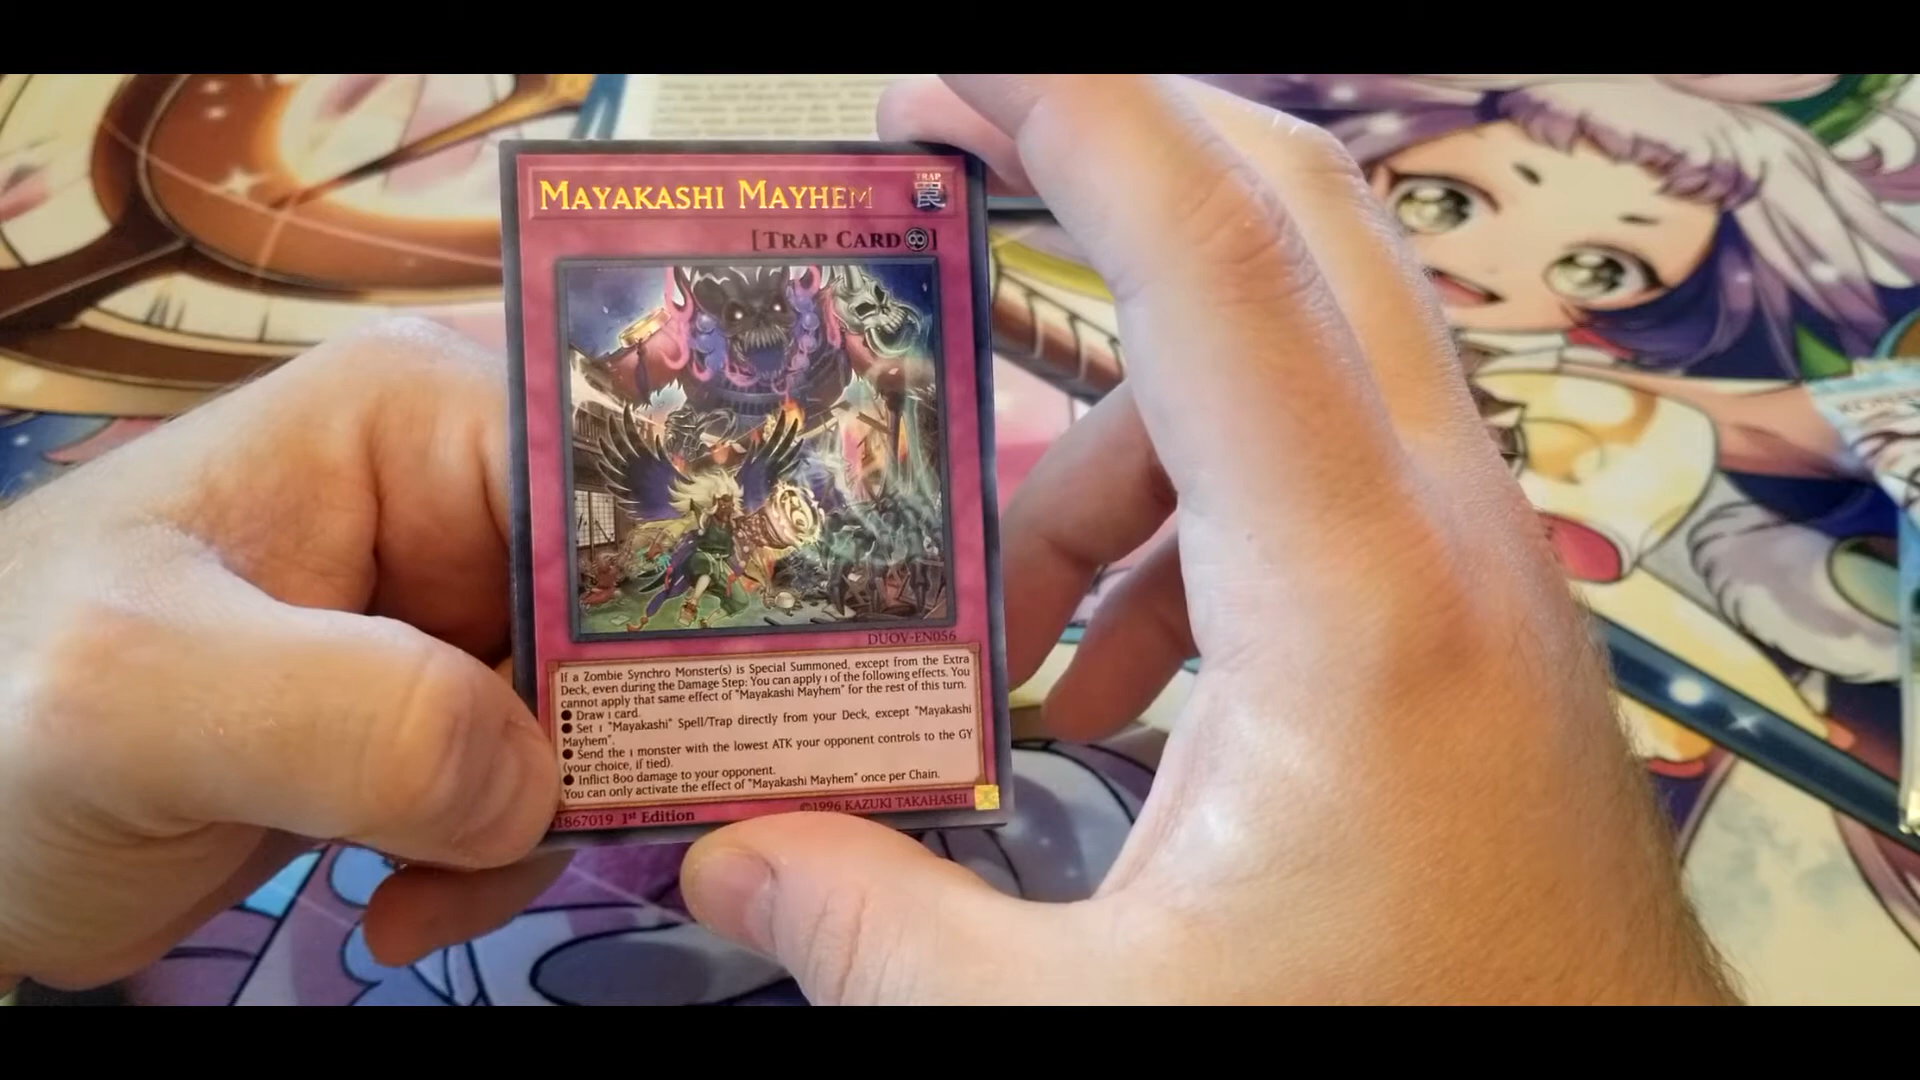 MAYAKASHI MAYHEM
TRAP
罠
[TRAP CARD]
DUOV-EN056
If a Zombie Synchro Monster(s) is Special Summoned, except from the Extra
Deck, even during the Damage Step: You can apply 1 of the following effects. You
cannot apply that same effect of "Mayakashi Mayhem" for the rest of this turn.
● Draw 1 card.
● Set 1 "Mayakashi" Spell/Trap directly from your Deck, except "Mayakashi
Mayhem".
● Send the 1 monster with the lowest ATK your opponent controls to the GY
(your choice, if tied).
● Inflict 800 damage to your opponent.
You can only activate the effect of "Mayakashi Mayhem" once per Chain.
1867019 1st Edition
©1996 KAZUKI TAKAHASHI